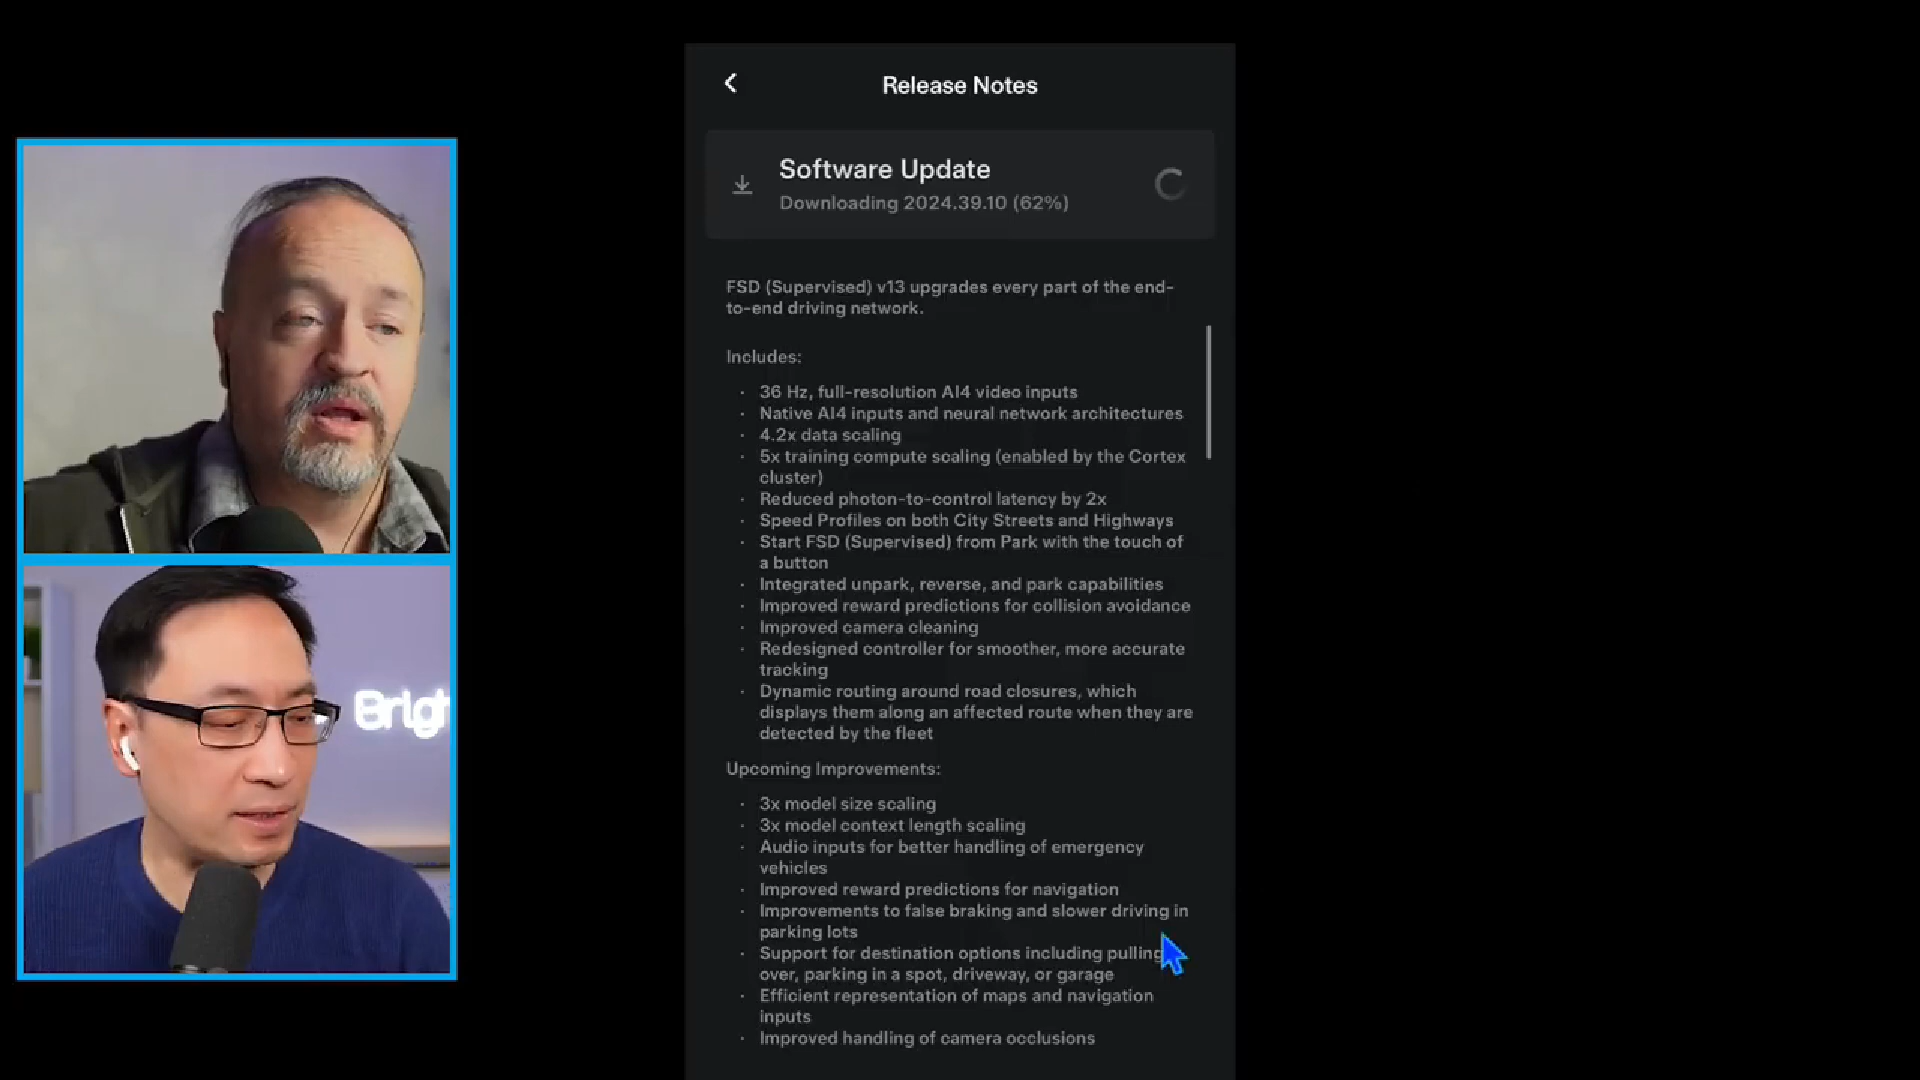 Release Notes
Software Update
Downloading 2024.39.10 (62%)
FSD (Supervised) v13 upgrades every part of the end-
to-end driving network.
Includes:
· 36 Hz, full-resolution AI4 video inputs
· Native AI4 inputs and neural network architectures
· 4.2x data scaling
· 5x training compute scaling (enabled by the Cortex
cluster)
· Reduced photon-to-control latency by 2x
· Speed Profiles on both City Streets and Highways
· Start FSD (Supervised) from Park with the touch of
a button
· Integrated unpark, reverse, and park capabilities
· Improved reward predictions for collision avoidance
· Improved camera cleaning
· Redesigned controller for smoother, more accurate
tracking
· Dynamic routing around road closures, which
displays them along an affected route when they are
detected by the fleet
Upcoming Improvements:
· 3x model size scaling
· 3x model context length scaling
· Audio inputs for better handling of emergency
vehicles
· Improved reward predictions for navigation
· Improvements to false braking and slower driving in
parking lots
· Support for destination options including pulling
over, parking in a spot, driveway, or garage
· Efficient representation of maps and navigation
inputs
· Improved handling of camera occlusions
Brigh